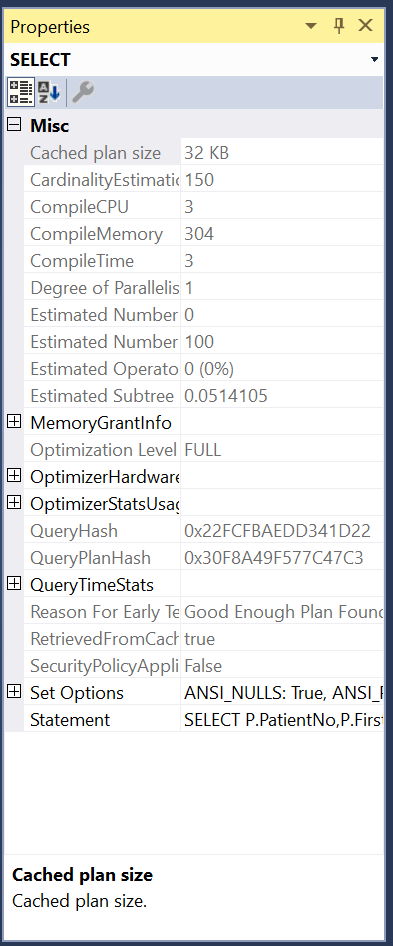 Properties
SELECT
Misc
Cached plan size 32 KB
CardinalityEstimatic 150
CompileCPU 3
CompileMemory 304
CompileTime 3
Degree of Parallelis 1
Estimated Number 0
Estimated Number 100
Estimated Operato 0 (0%)
Estimated Subtree 0.0514105
MemoryGrantInfo
Optimization Level FULL
OptimizerHardware
OptimizerStatsUsag
QueryHash 0x22FCFBAEDD341D22
QueryPlanHash 0x30F8A49F577C47C3
QueryTimeStats
Reason For Early Te Good Enough Plan Found
RetrievedFromCach true
SecurityPolicyAppli False
Set Options ANSI_NULLS: True, ANSI_P
Statement SELECT P.PatientNo,P.First
Cached plan size
Cached plan size.